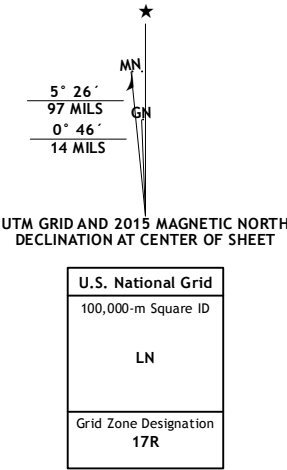 ★
MN
5° 26´
97 MILS
GN
0° 46´
14 MILS
UTM GRID AND 2015 MAGNETIC NORTH
DECLINATION AT CENTER OF SHEET
U.S. National Grid
100,000-m Square ID
LN
Grid Zone Designation
17R